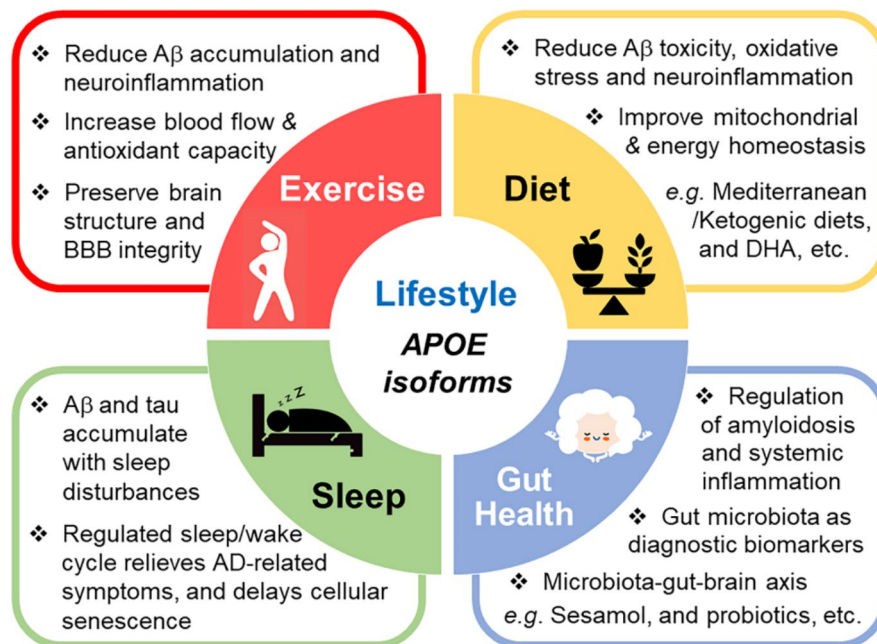 ❖ Reduce Aβ accumulation and
neuroinflammation
❖ Increase blood flow &
antioxidant capacity
❖ Preserve brain
structure and
BBB integrity
Exercise
❖ Reduce Aβ toxicity, oxidative
stress and neuroinflammation
❖ Improve mitochondrial
& energy homeostasis
e.g. Mediterranean
/Ketogenic diets,
and DHA, etc.
Diet
Lifestyle
APOE
isoforms
❖ Aβ and tau
accumulate
with sleep
disturbances
❖ Regulated sleep/wake
cycle relieves AD-related
symptoms, and delays cellular
senescence
z z z Z
Sleep
Gut
Health
❖ Regulation
of amyloidosis
and systemic
inflammation
❖ Gut microbiota as
diagnostic biomarkers
❖ Microbiota-gut-brain axis
e.g. Sesamol, and probiotics, etc.